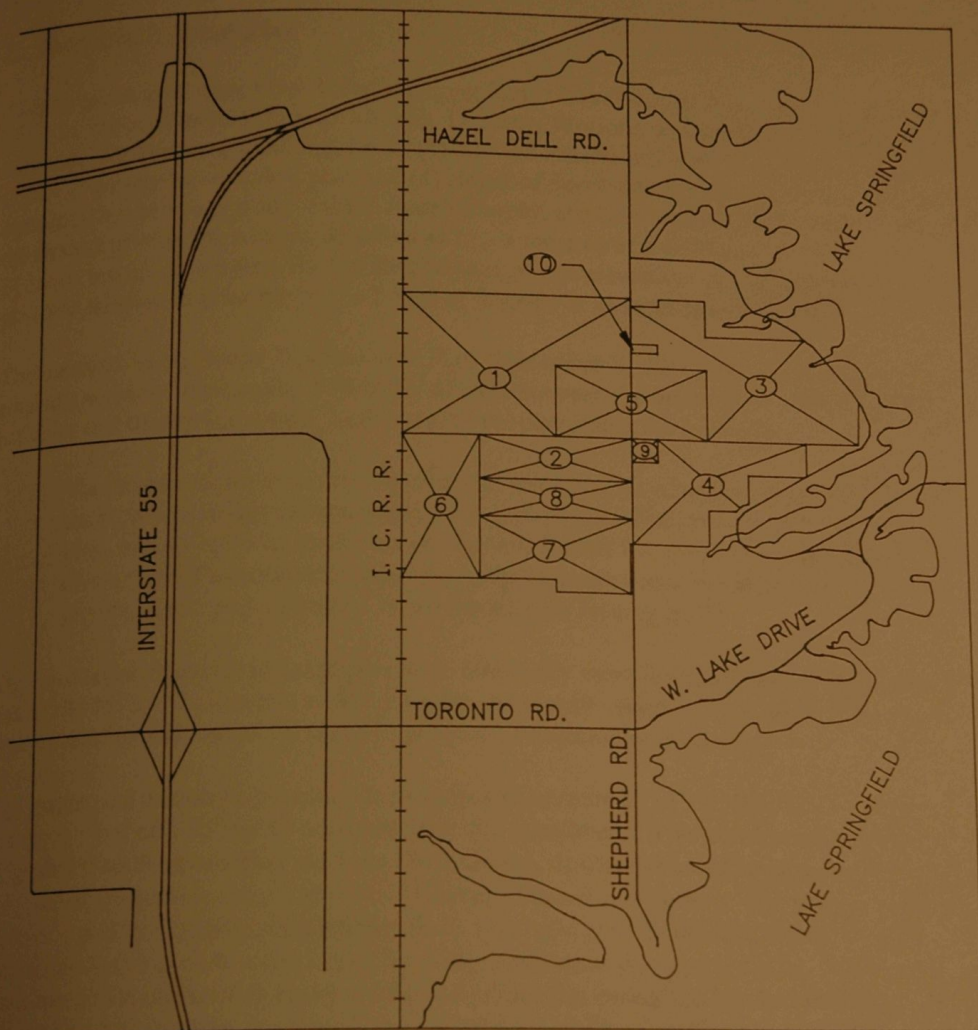 HAZEL DELL RD.
LAKE SPRINGFIELD
10
1
3
5
2
9
8
4
6
7
I. C. R. R.
INTERSTATE 55
W. LAKE DRIVE
TORONTO RD.
SHEPHERD RD.
LAKE SPRINGFIELD